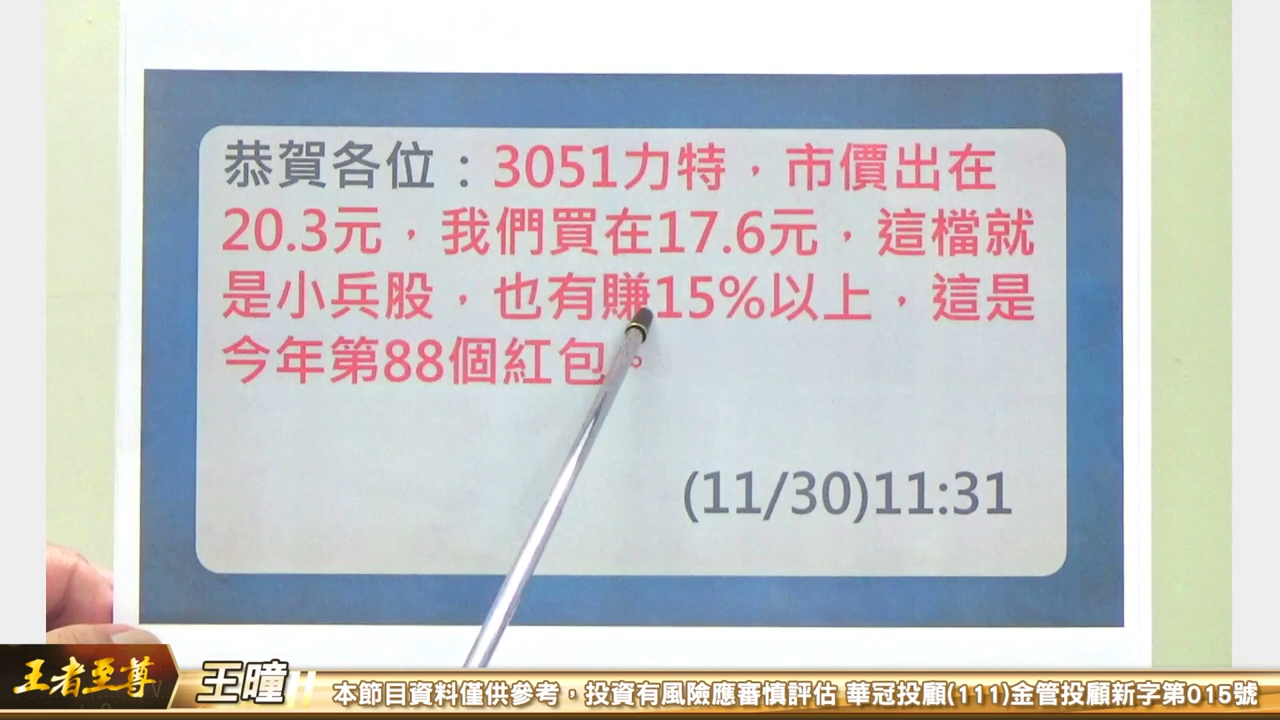 恭賀各位：3051力特，市價出在
20.3元，我們買在17.6元，這檔就
是小兵股，也有賺15%以上，這是
今年第88個紅包。
(11/30)11:31
王者至尊 王曈 本節目資料僅供參考，投資有風險應審慎評估 華冠投顧(111)金管投顧新字第015號